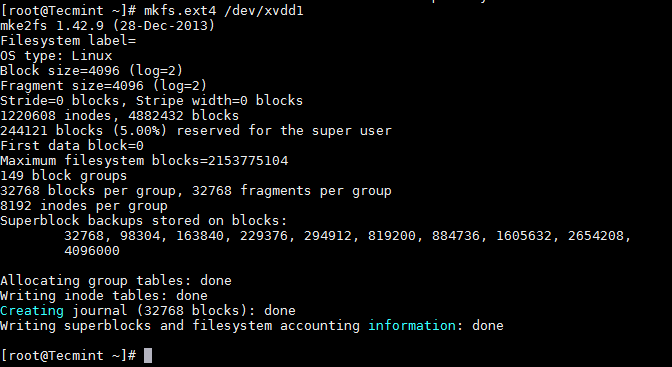 [root@Tecmint ~]# mkfs.ext4 /dev/xvdd1
mke2fs 1.42.9 (28-Dec-2013)
Filesystem label=
OS type: Linux
Block size=4096 (log=2)
Fragment size=4096 (log=2)
Stride=0 blocks, Stripe width=0 blocks
1220608 inodes, 4882432 blocks
244121 blocks (5.00%) reserved for the super user
First data block=0
Maximum filesystem blocks=2153775104
149 block groups
32768 blocks per group, 32768 fragments per group
8192 inodes per group
Superblock backups stored on blocks:
32768, 98304, 163840, 229376, 294912, 819200, 884736, 1605632, 2654208,
4096000
Allocating group tables: done
Writing inode tables: done
Creating journal (32768 blocks): done
Writing superblocks and filesystem accounting information: done
[root@Tecmint ~]#